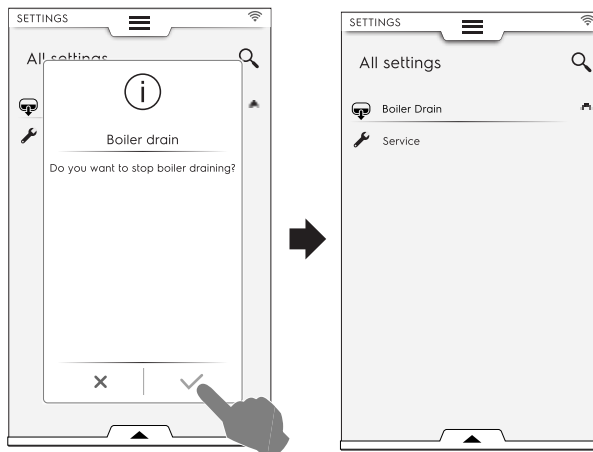 SETTINGS
All settings
i
Boiler drain
Do you want to stop boiler draining?
SETTINGS
All settings
Boiler Drain
Service